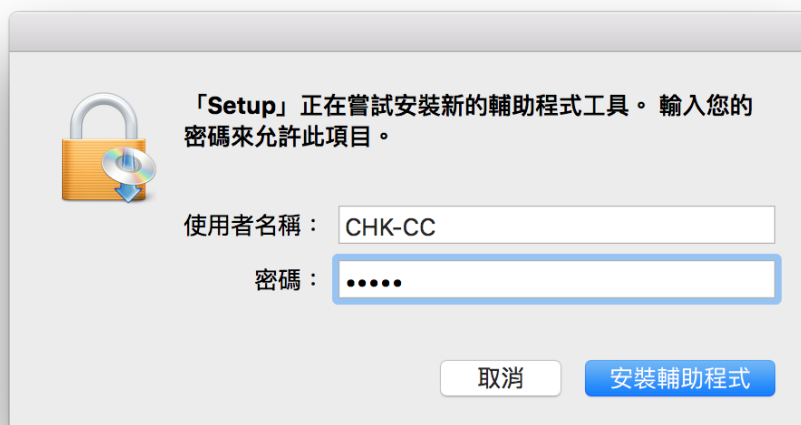 「Setup」正在嘗試安裝新的輔助程式工具。 輸入您的
密碼來允許此項目。
使用者名稱： CHK-CC
密碼： •••••
取消 安裝輔助程式